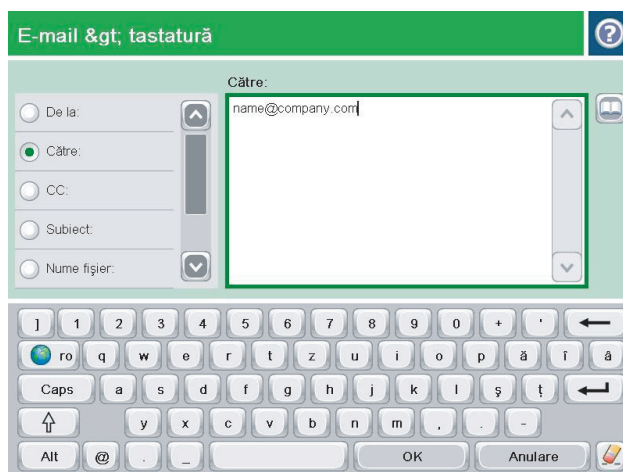 E-mail &gt; tastatură
Către:
De la:
name@company.com
Către:
CC:
Subiect:
Nume fişier:
] 1 2 3 4 5 6 7 8 9 0 + '
ro q w e r t z u i o p ă î â
Caps a s d f g h j k l ş ţ
y x c v b n m , . -
Alt @ . _ OK Anulare